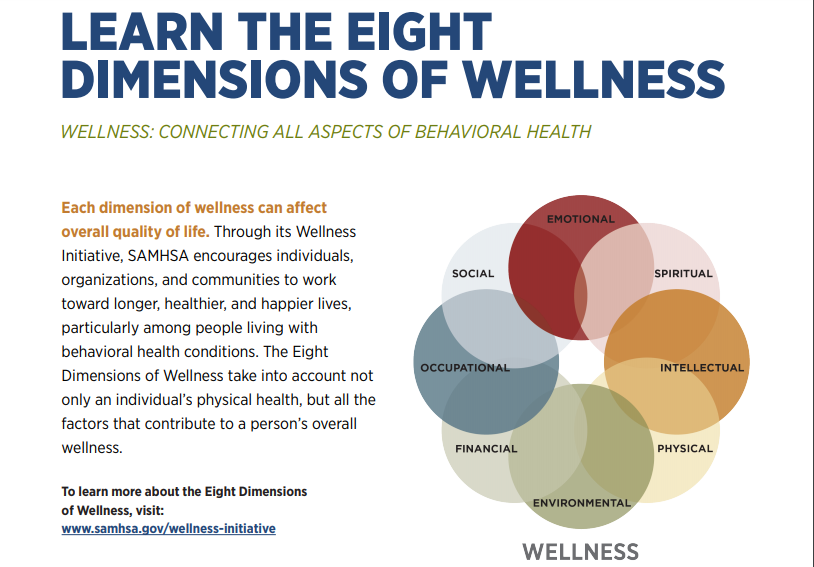 LEARN THE EIGHT
DIMENSIONS OF WELLNESS
WELLNESS: CONNECTING ALL ASPECTS OF BEHAVIORAL HEALTH
Each dimension of wellness can affect
overall quality of life. Through its Wellness
Initiative, SAMHSA encourages individuals,
organizations, and communities to work
toward longer, healthier, and happier lives,
particularly among people living with
behavioral health conditions. The Eight
Dimensions of Wellness take into account not
only an individual’s physical health, but all the
factors that contribute to a person’s overall
wellness.
To learn more about the Eight Dimensions
of Wellness, visit:
www.samhsa.gov/wellness-initiative
EMOTIONAL
SOCIAL
SPIRITUAL
OCCUPATIONAL
INTELLECTUAL
FINANCIAL
PHYSICAL
ENVIRONMENTAL
WELLNESS